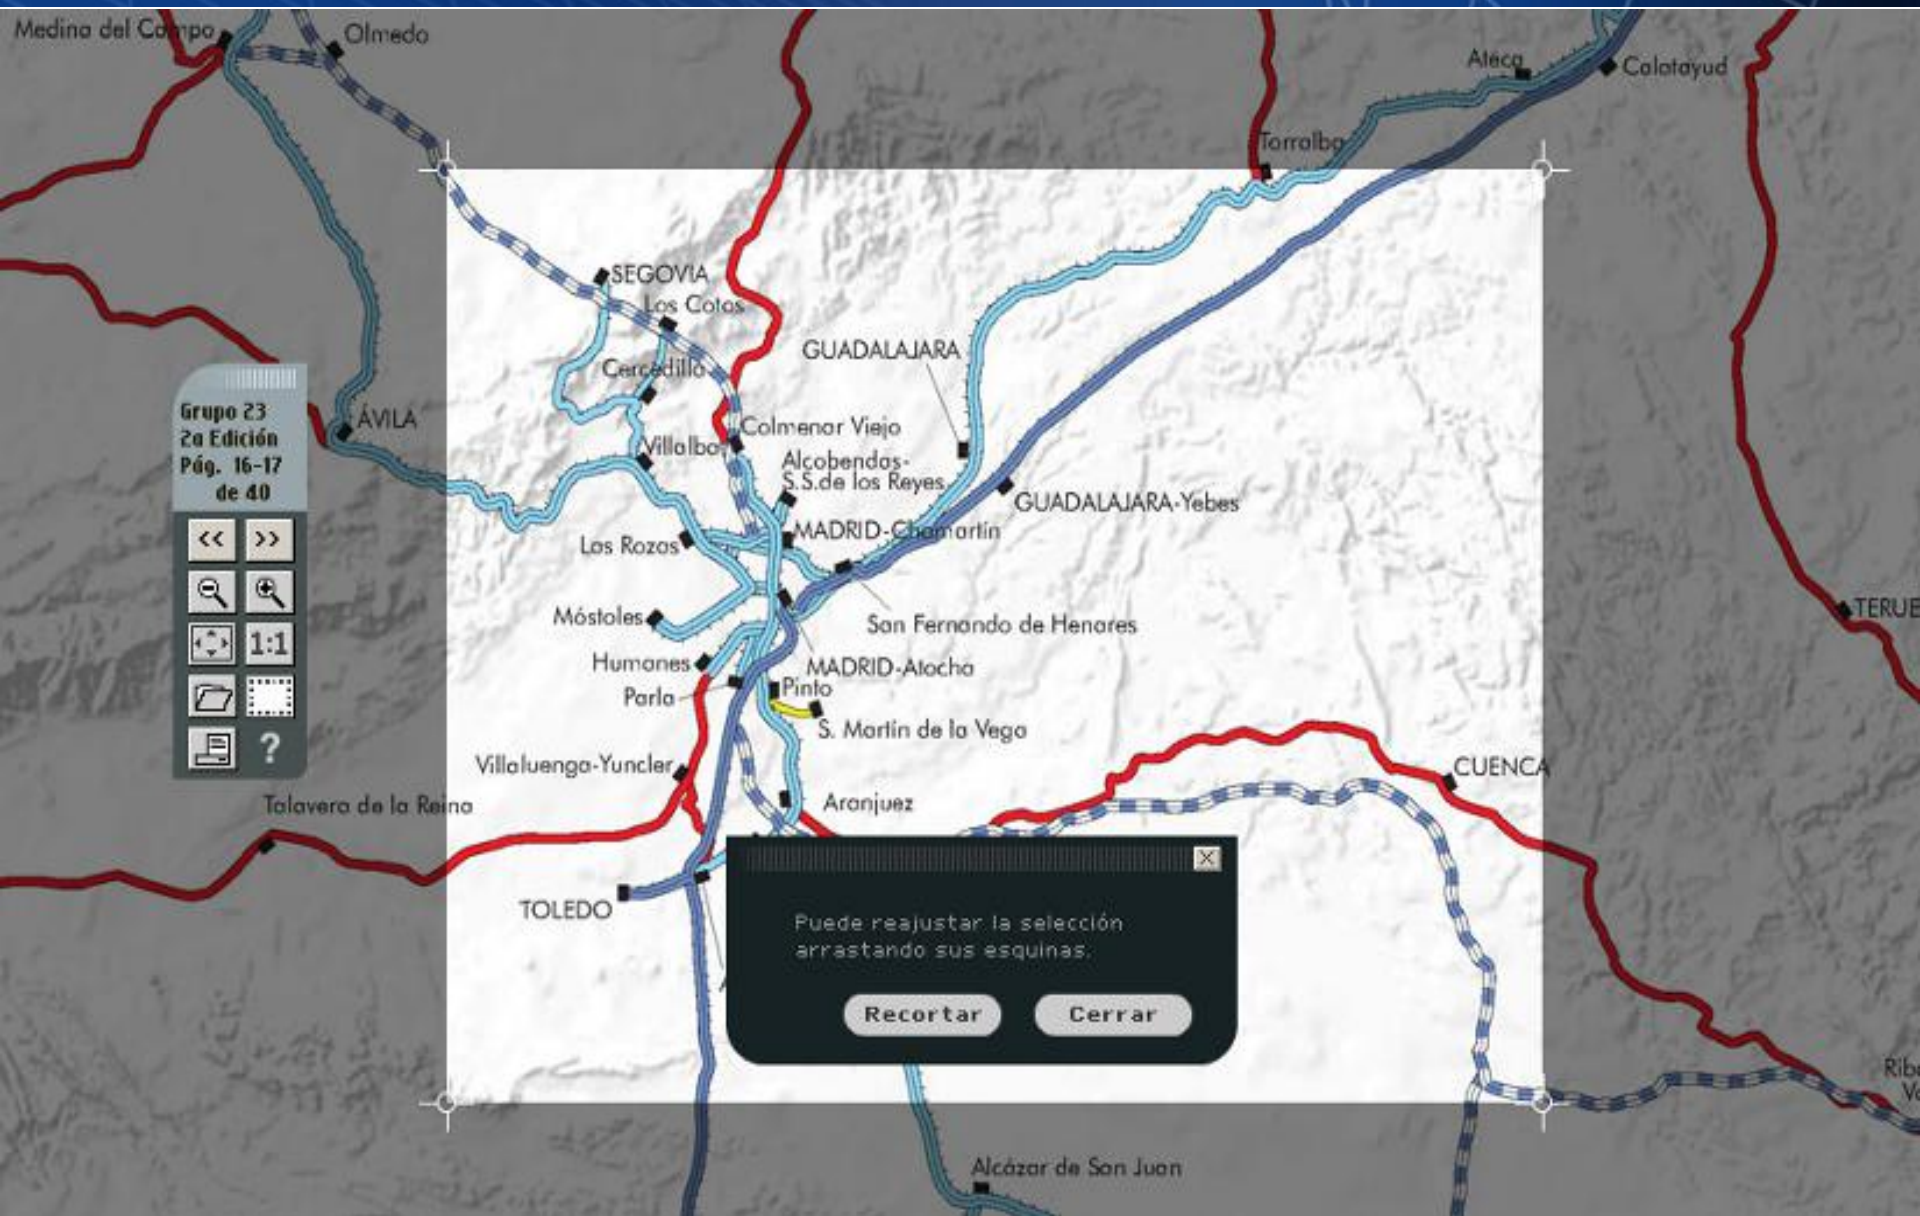 Medina del Campo
Olmedo
Ateca
Calatayud
Torralba
SEGOVIA
Los Cotos
GUADALAJARA
Cercedilla
Grupo 23
2a Edición
Pág. 16-17
de 40
ÁVILA
Colmenar Viejo
Villalba
Alcobendas-
S.S.de los Reyes
GUADALAJARA-Yebes
<< >>
MADRID-Chamartín
Las Rozas
TERUE
Móstoles
San Fernando de Henares
1:1
Humanes
MADRID-Atocha
Parla
Pinto
S. Martín de la Vega
?
Villaluenga-Yuncler
CUENCA
Talavera de la Reina
Aranjuez
TOLEDO
Puede reajustar la selección
arrastando sus esquinas.
Recortar
Cerrar
Alcázar de San Juan